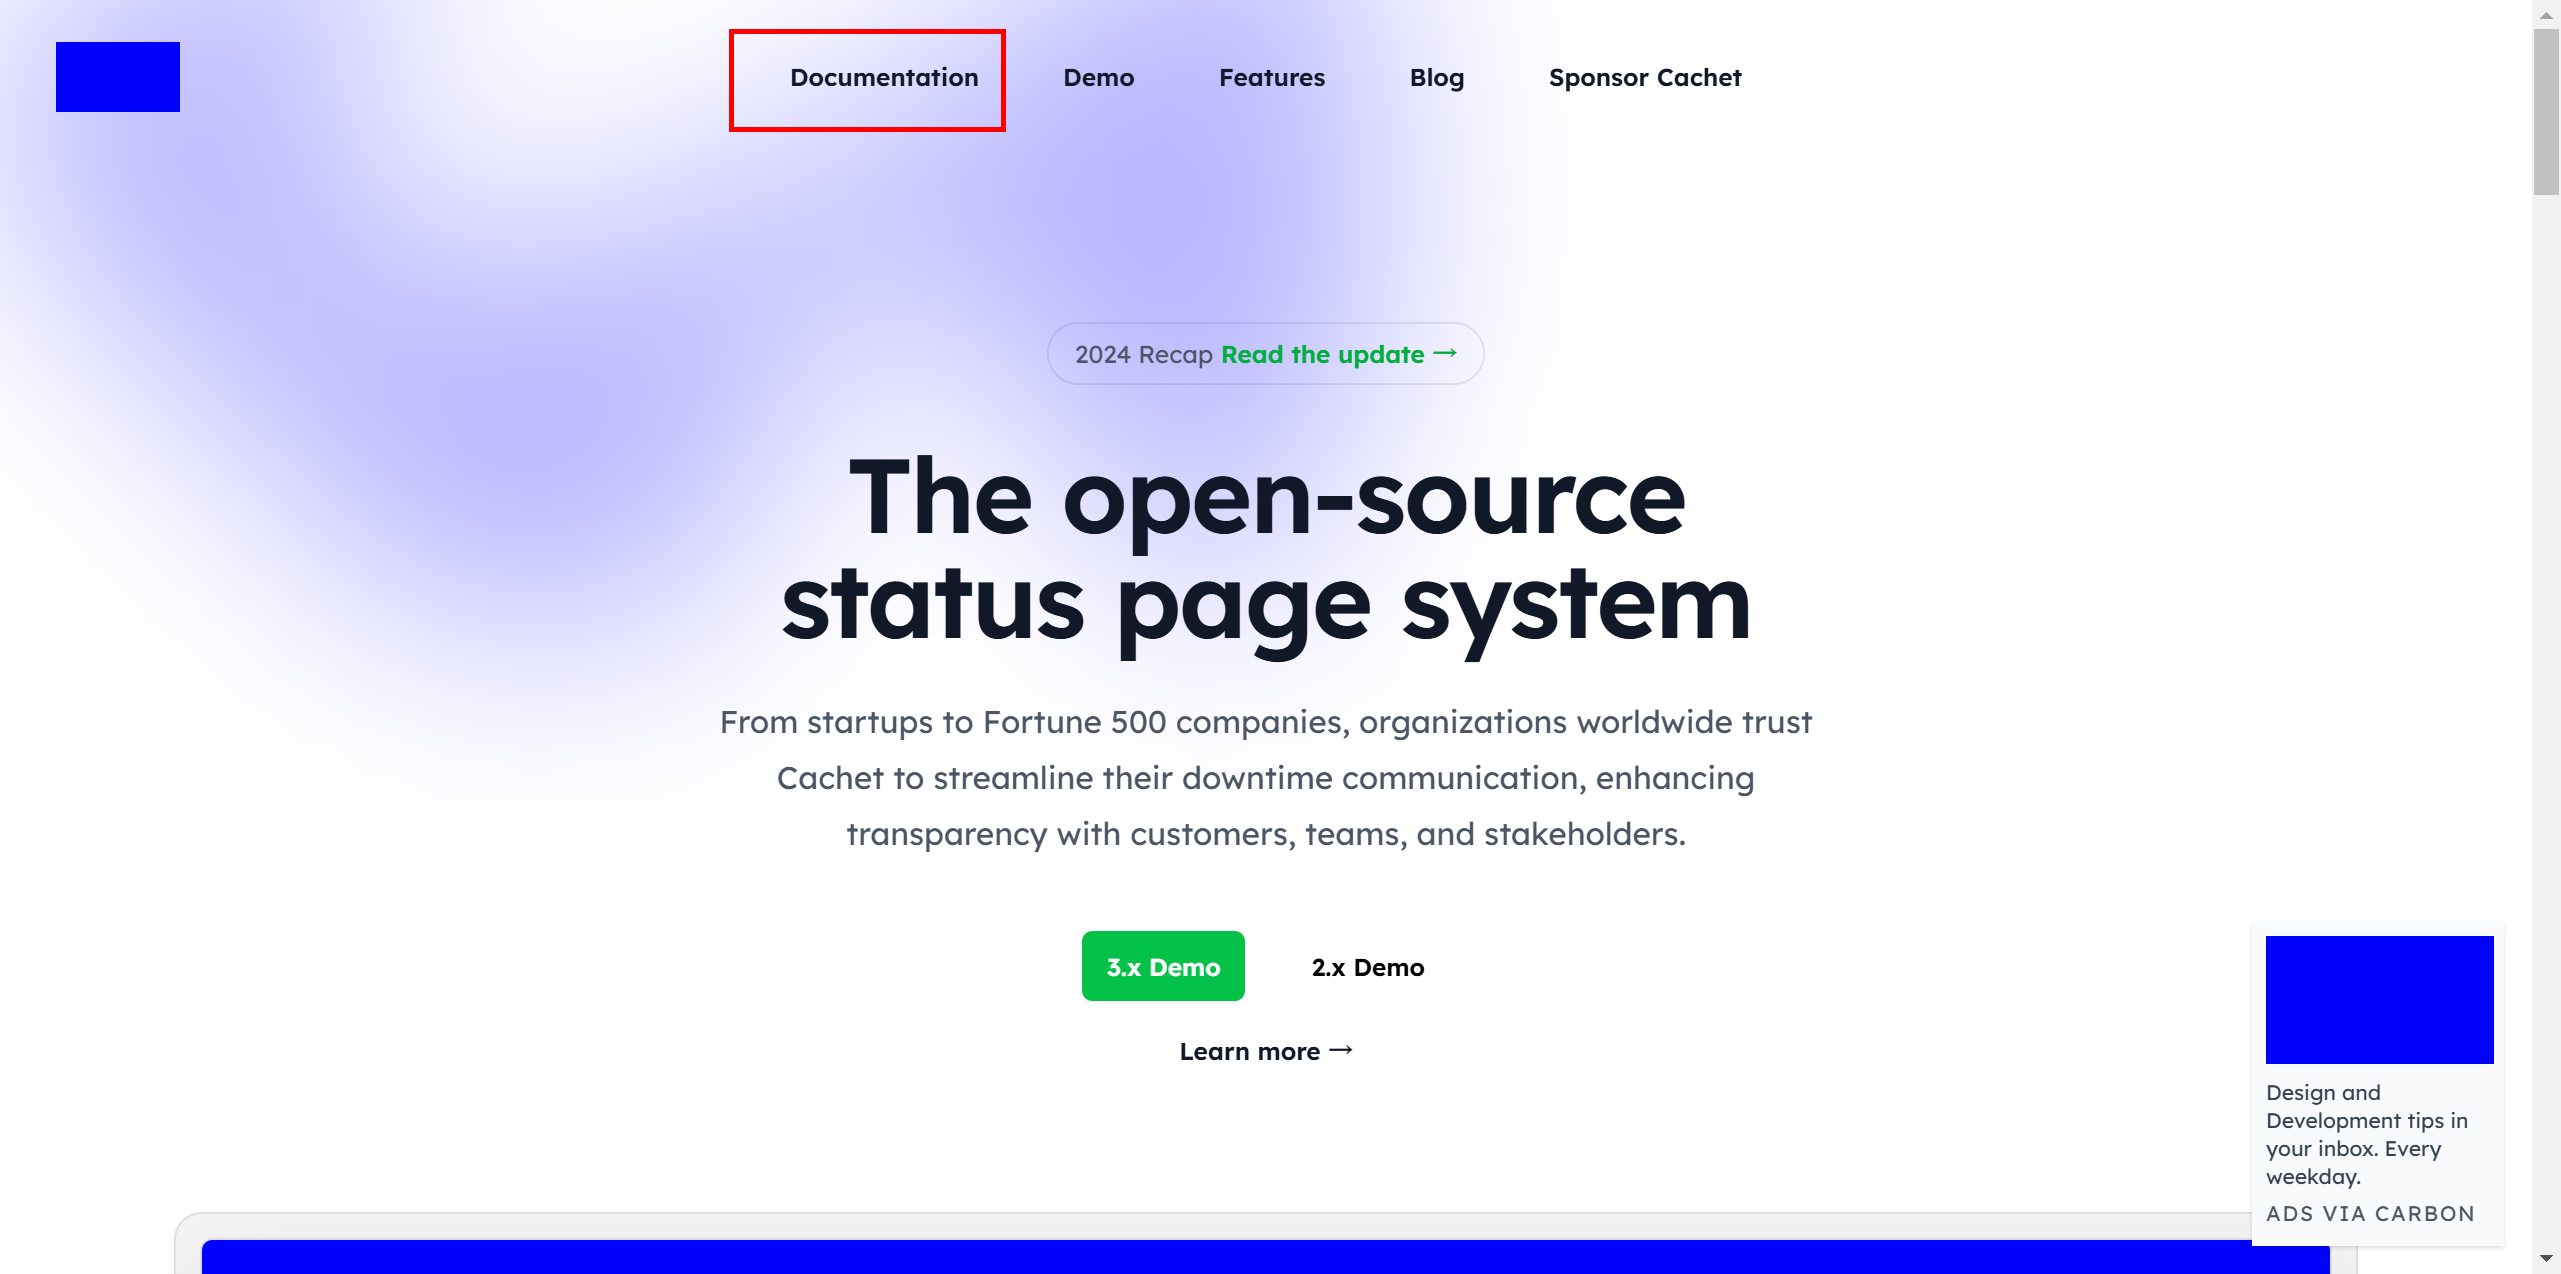 Documentation Demo Features Blog Sponsor Cachet
2024 Recap Read the update →
The open-source
status page system
From startups to Fortune 500 companies, organizations worldwide trust
Cachet to streamline their downtime communication, enhancing
transparency with customers, teams, and stakeholders.
3.x Demo 2.x Demo
Learn more →
Design and
Development tips in
your inbox. Every
weekday.
ADS VIA CARBON